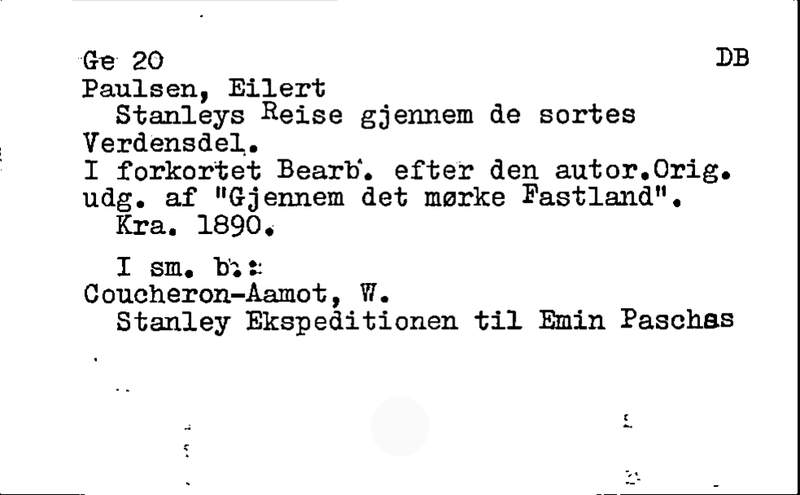 Ge 20 DB
Paulsen, Eilert
Stanleys Reise gjennem de sortes
Verdensdel.
I forkortet Bearb. efter den autor.Orig.
udg. af "Gjennem det mørke Fastland".
Kra. 1890.
I sm. b.:
Coucheron-Aamot, W.
Stanley Ekspeditionen til Emin Paschas